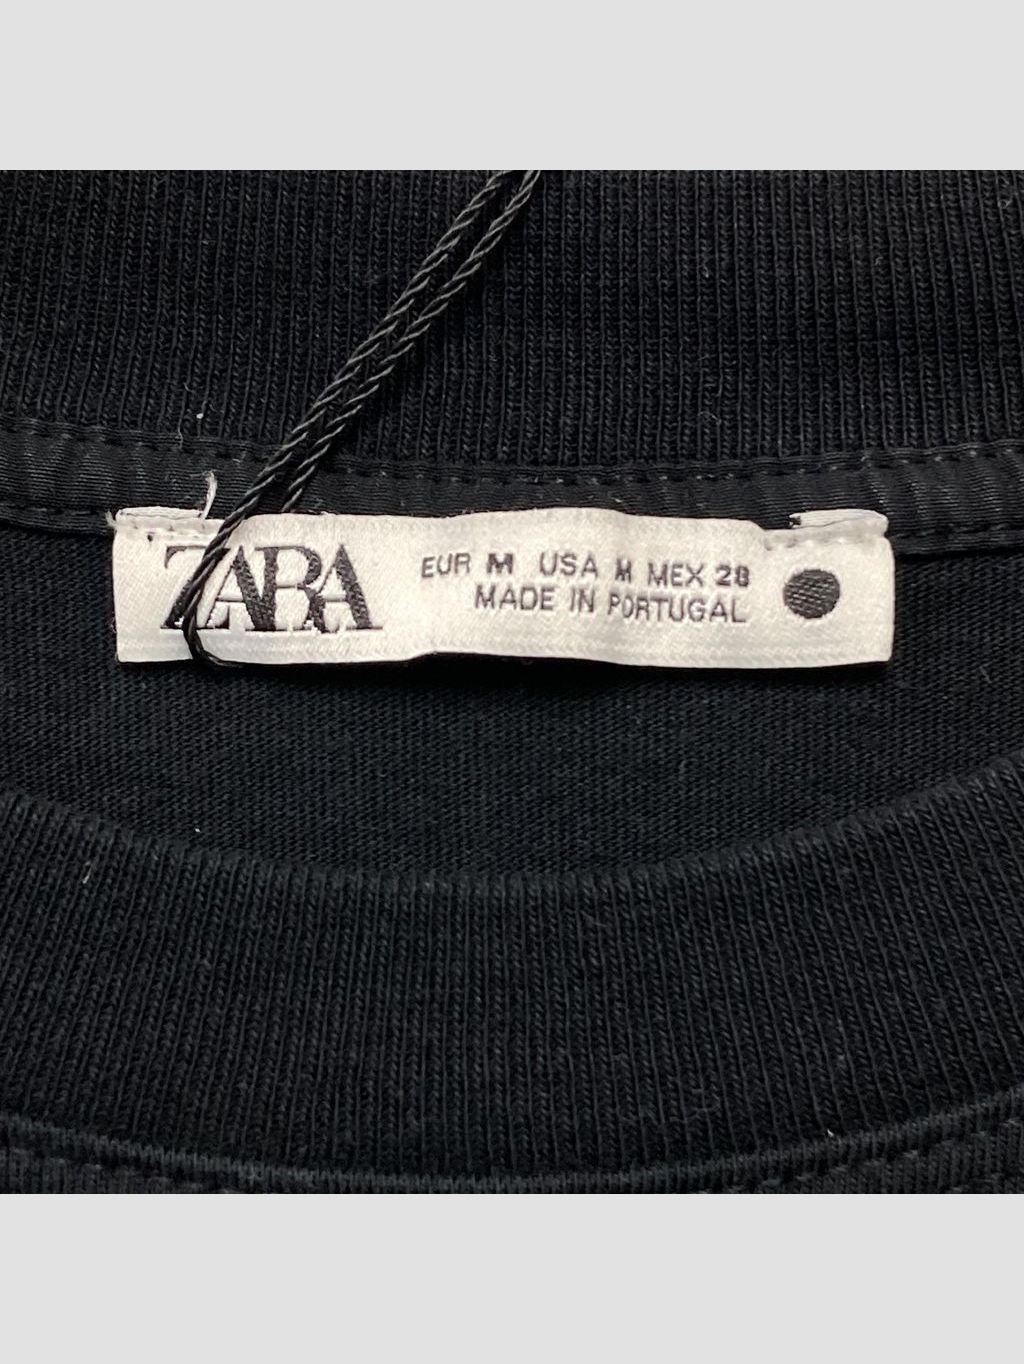 ZARA
EUR M USA M MEX 28
MADE IN PORTUGAL